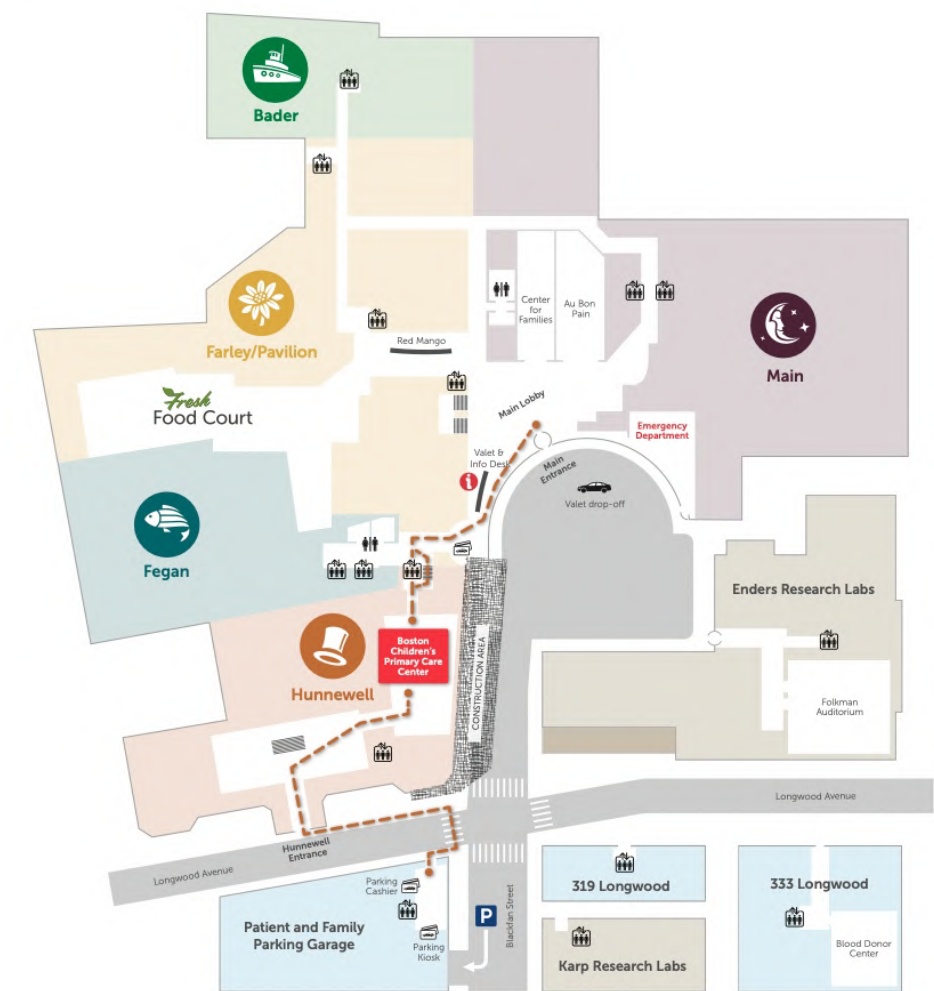 Bader
Farley/Pavilion
Red Mango
Center
for
Families
Au Bon
Pain
Main
Fresh
Food Court
Main Lobby
Emergency
Department
Valet &
Info Desk
Main
Entrance
Valet drop-off
Fegan
Enders Research Labs
Boston
Children's
Primary Care
Center
Hunnewell
CONSTRUCTION AREA
Folkman
Auditorium
Longwood Avenue
Hunnewell
Entrance
Longwood Avenue
Parking
Cashier
Patient and Family
Parking Garage
Parking
Kiosk
P
Blackfan Street
319 Longwood
Karp Research Labs
333 Longwood
Blood Donor
Center